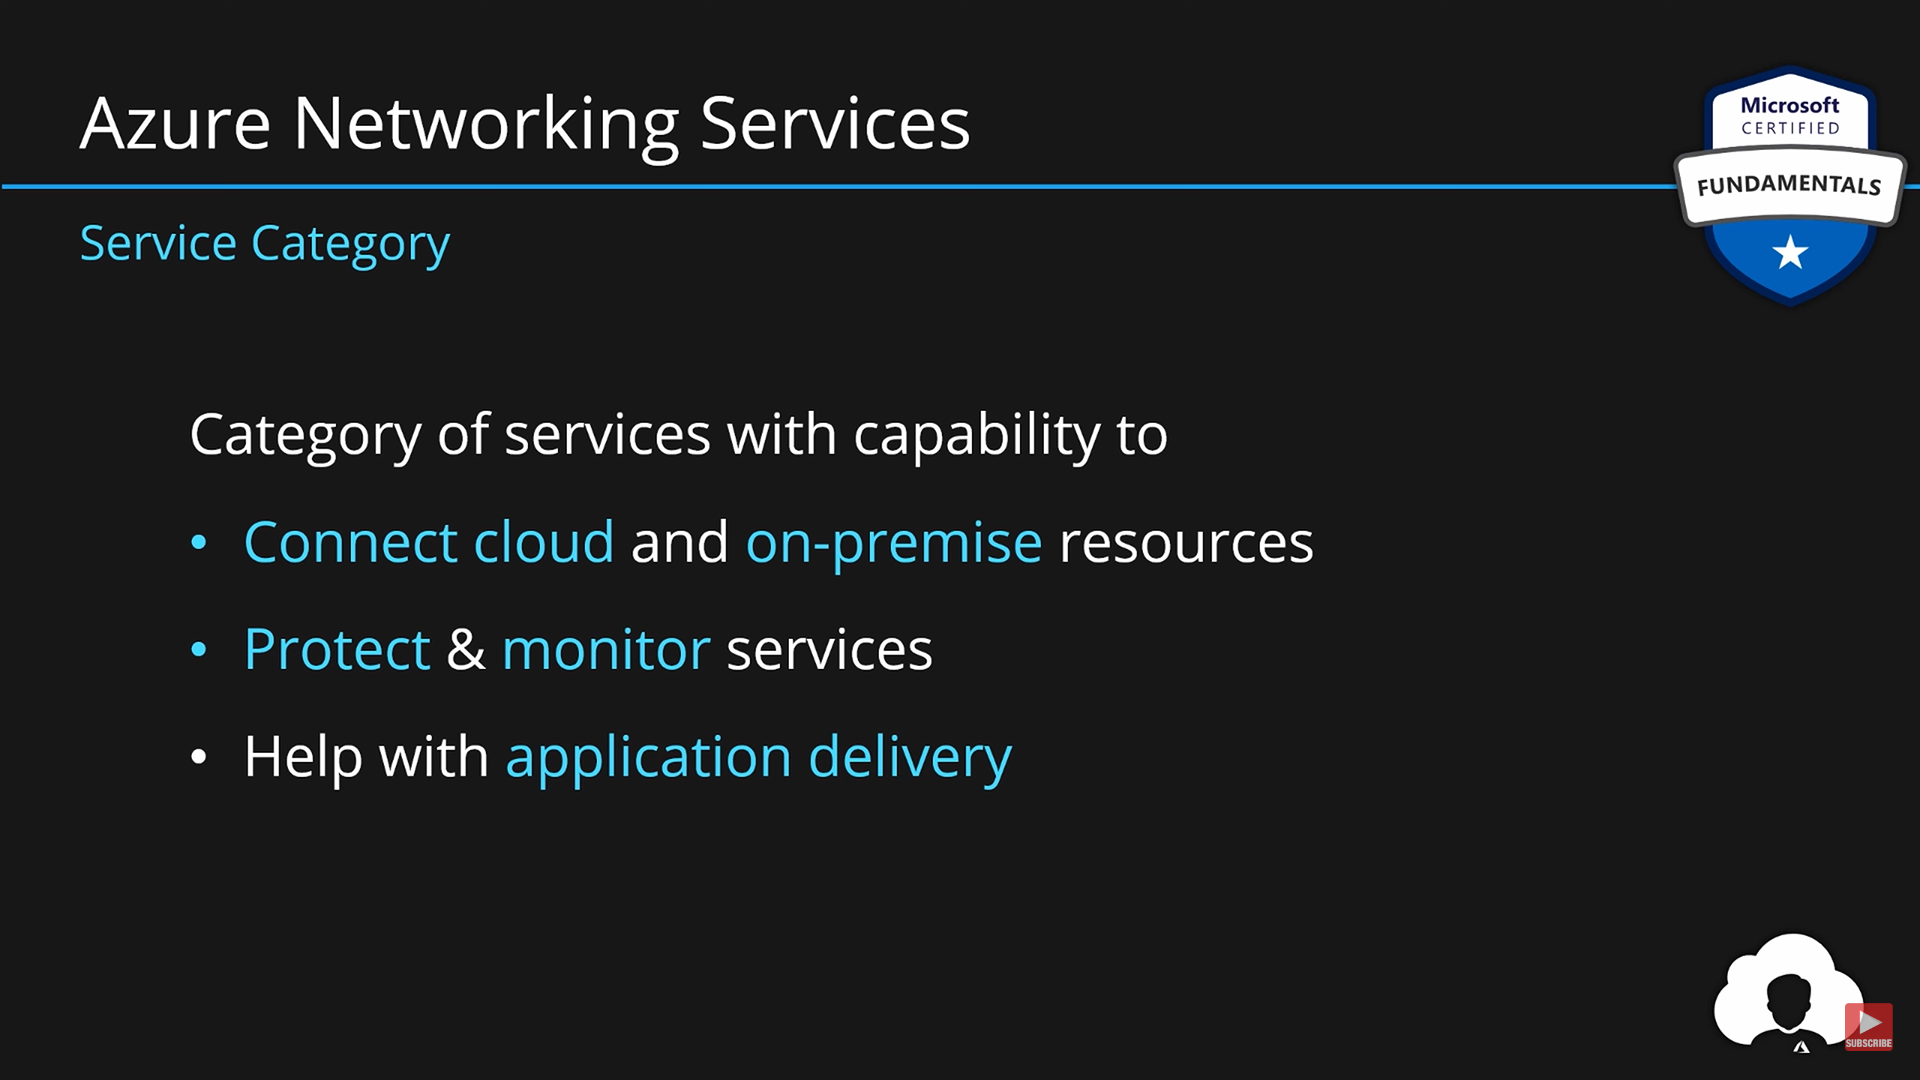 Azure Networking Services
Microsoft
CERTIFIED
FUNDAMENTALS
Service Category
Category of services with capability to
• Connect cloud and on-premise resources
• Protect & monitor services
• Help with application delivery
SUBSCRIBE